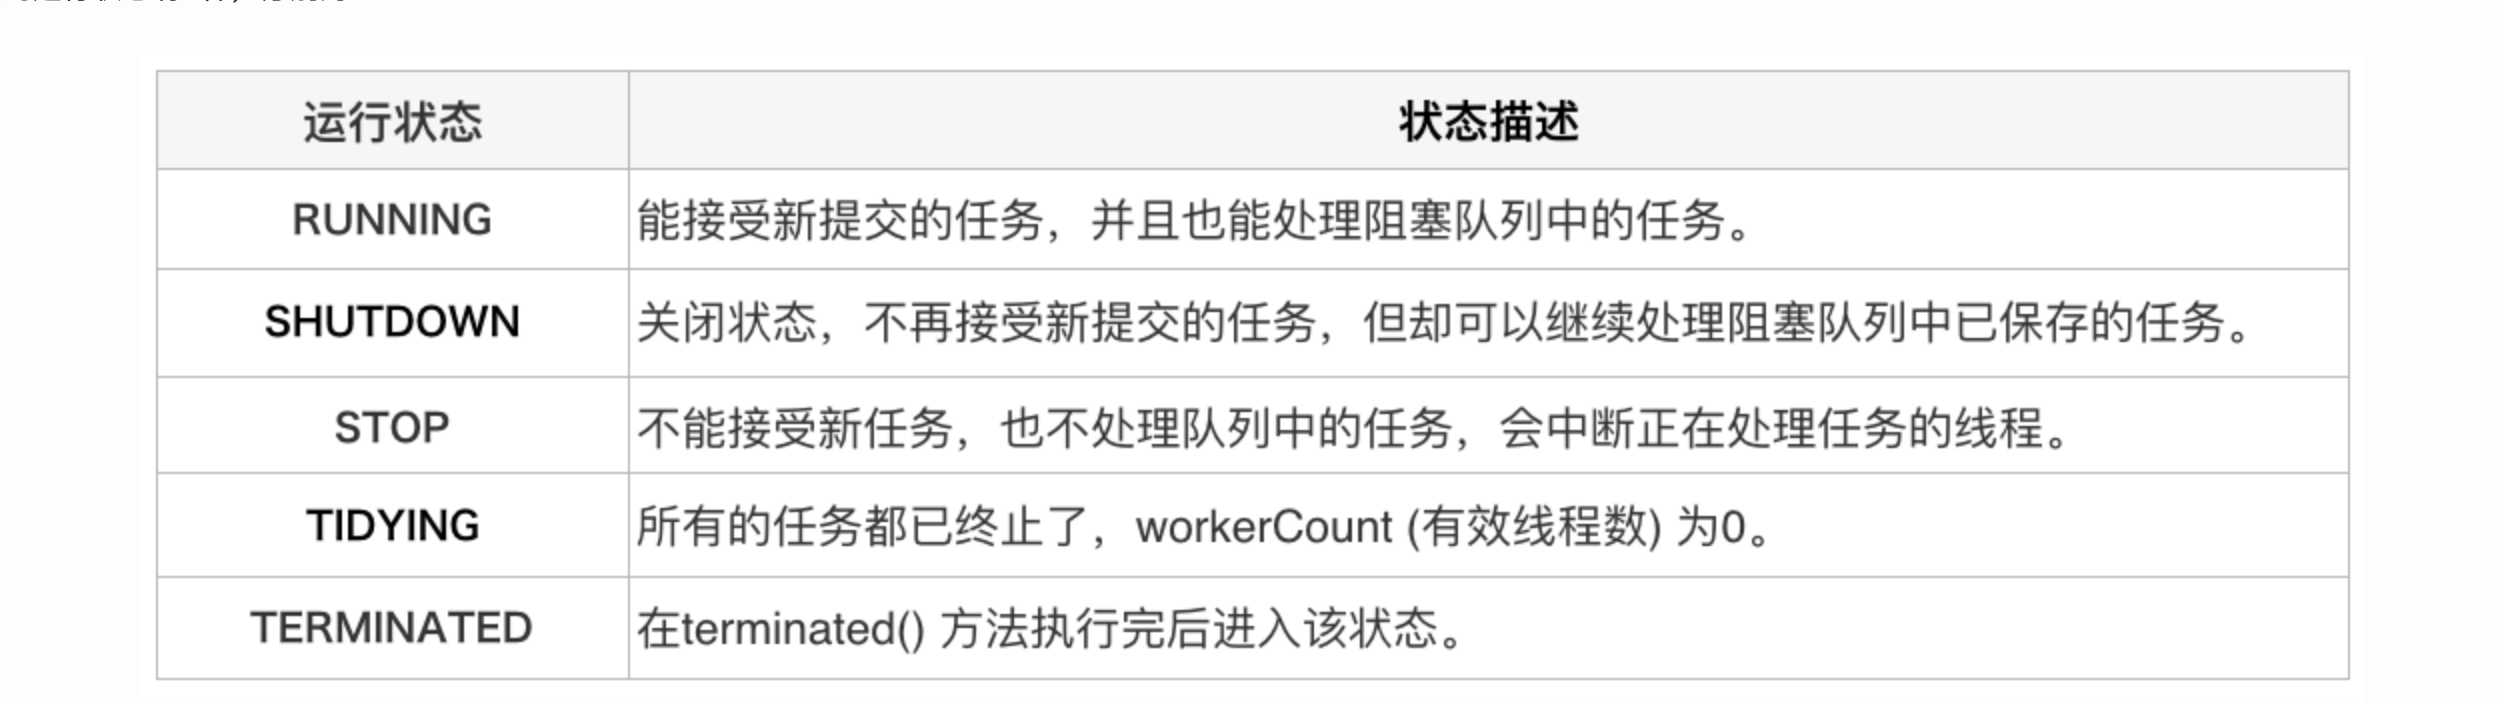 运行状态 状态描述
RUNNING 能接受新提交的任务，并且也能处理阻塞队列中的任务。
SHUTDOWN 关闭状态，不再接受新提交的任务，但却可以继续处理阻塞队列中已保存的任务。
STOP 不能接受新任务，也不处理队列中的任务，会中断正在处理任务的线程。
TIDYING 所有的任务都已终止了，workerCount (有效线程数) 为0。
TERMINATED 在terminated() 方法执行完后进入该状态。